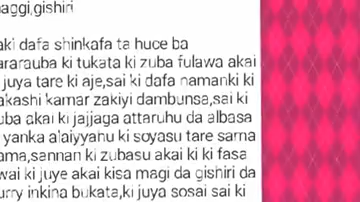 aggi,gishiri
aki dafa shinkafa ta huce ba
ararauba ki tukata ki zuba fulawa akai
juya tare ki aje,sai ki dafa namanki ki
akashi kamar zakiyi dambunsa,sai ki
uba akai ki jajjaga attaruhu da albasa
yanka alaiyyahu ki soyasu tare sarna
ama,sannan ki zubasu akai ki ki fasa
wai ki juye akai kisa magi da gishiri da
urry inkina bukata,ki juya sosai sai ki